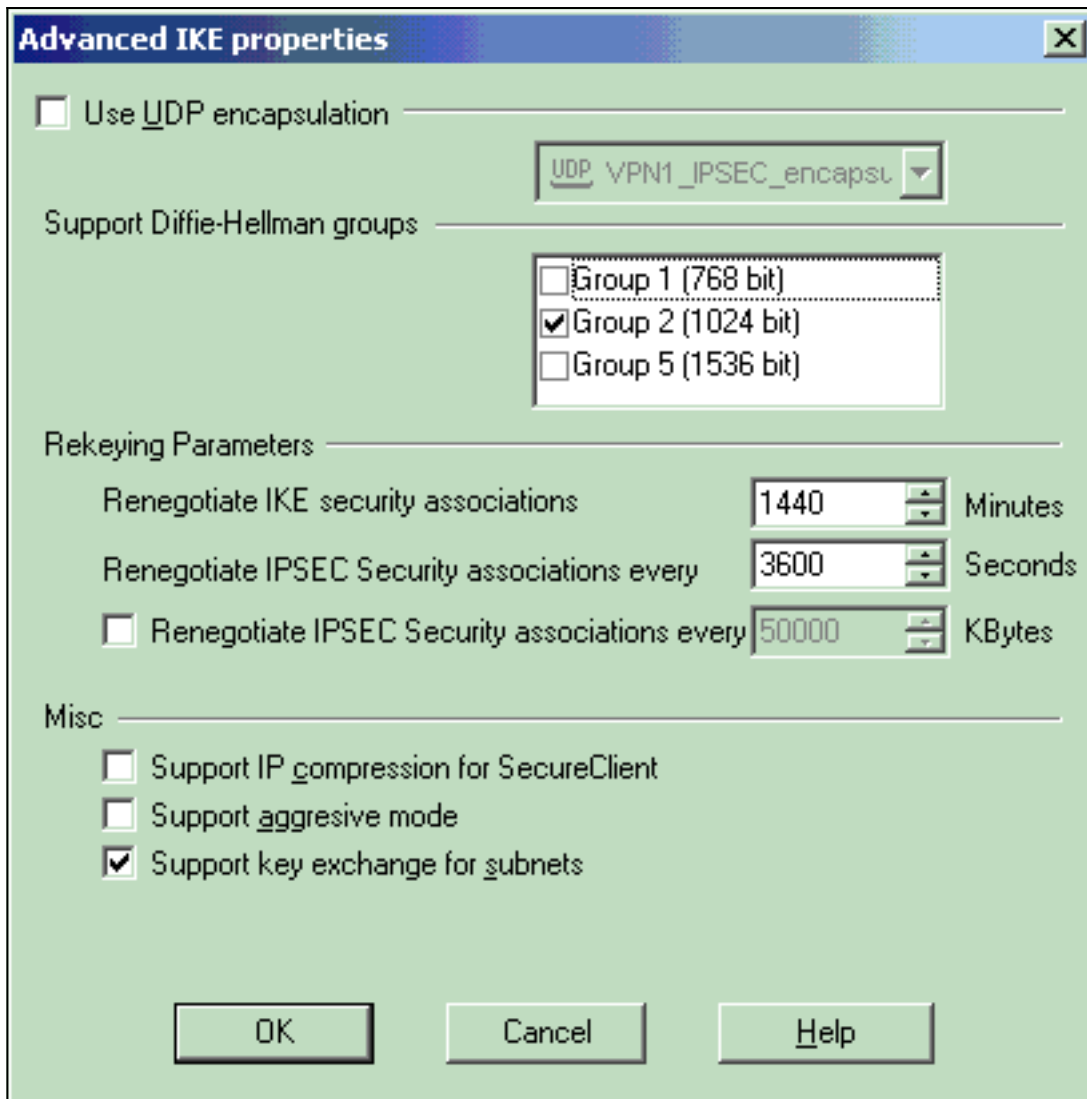 Advanced IKE properties
Use UDP encapsulation
UDP VPN1_IPSEC_encapsu
Support Diffie-Hellman groups
Group 1 (768 bit)
Group 2 (1024 bit)
Group 5 (1536 bit)
Rekeying Parameters
Renegotiate IKE security associations 1440 Minutes
Renegotiate IPSEC Security associations every 3600 Seconds
Renegotiate IPSEC Security associations every 50000 KBytes
Misc
Support IP compression for SecureClient
Support aggresive mode
Support key exchange for subnets
OK Cancel Help